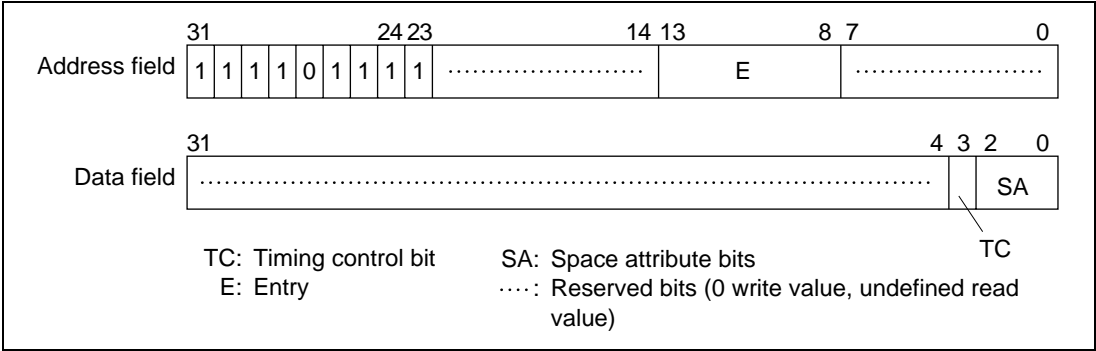 31 24 23 14 13 8 7 0
Address field 1 1 1 1 0 1 1 1 1 ........................ E .......................
31 4 3 2 0
Data field ........................................................................................ SA
TC
TC: Timing control bit SA: Space attribute bits
E: Entry ····: Reserved bits (0 write value, undefined read
value)